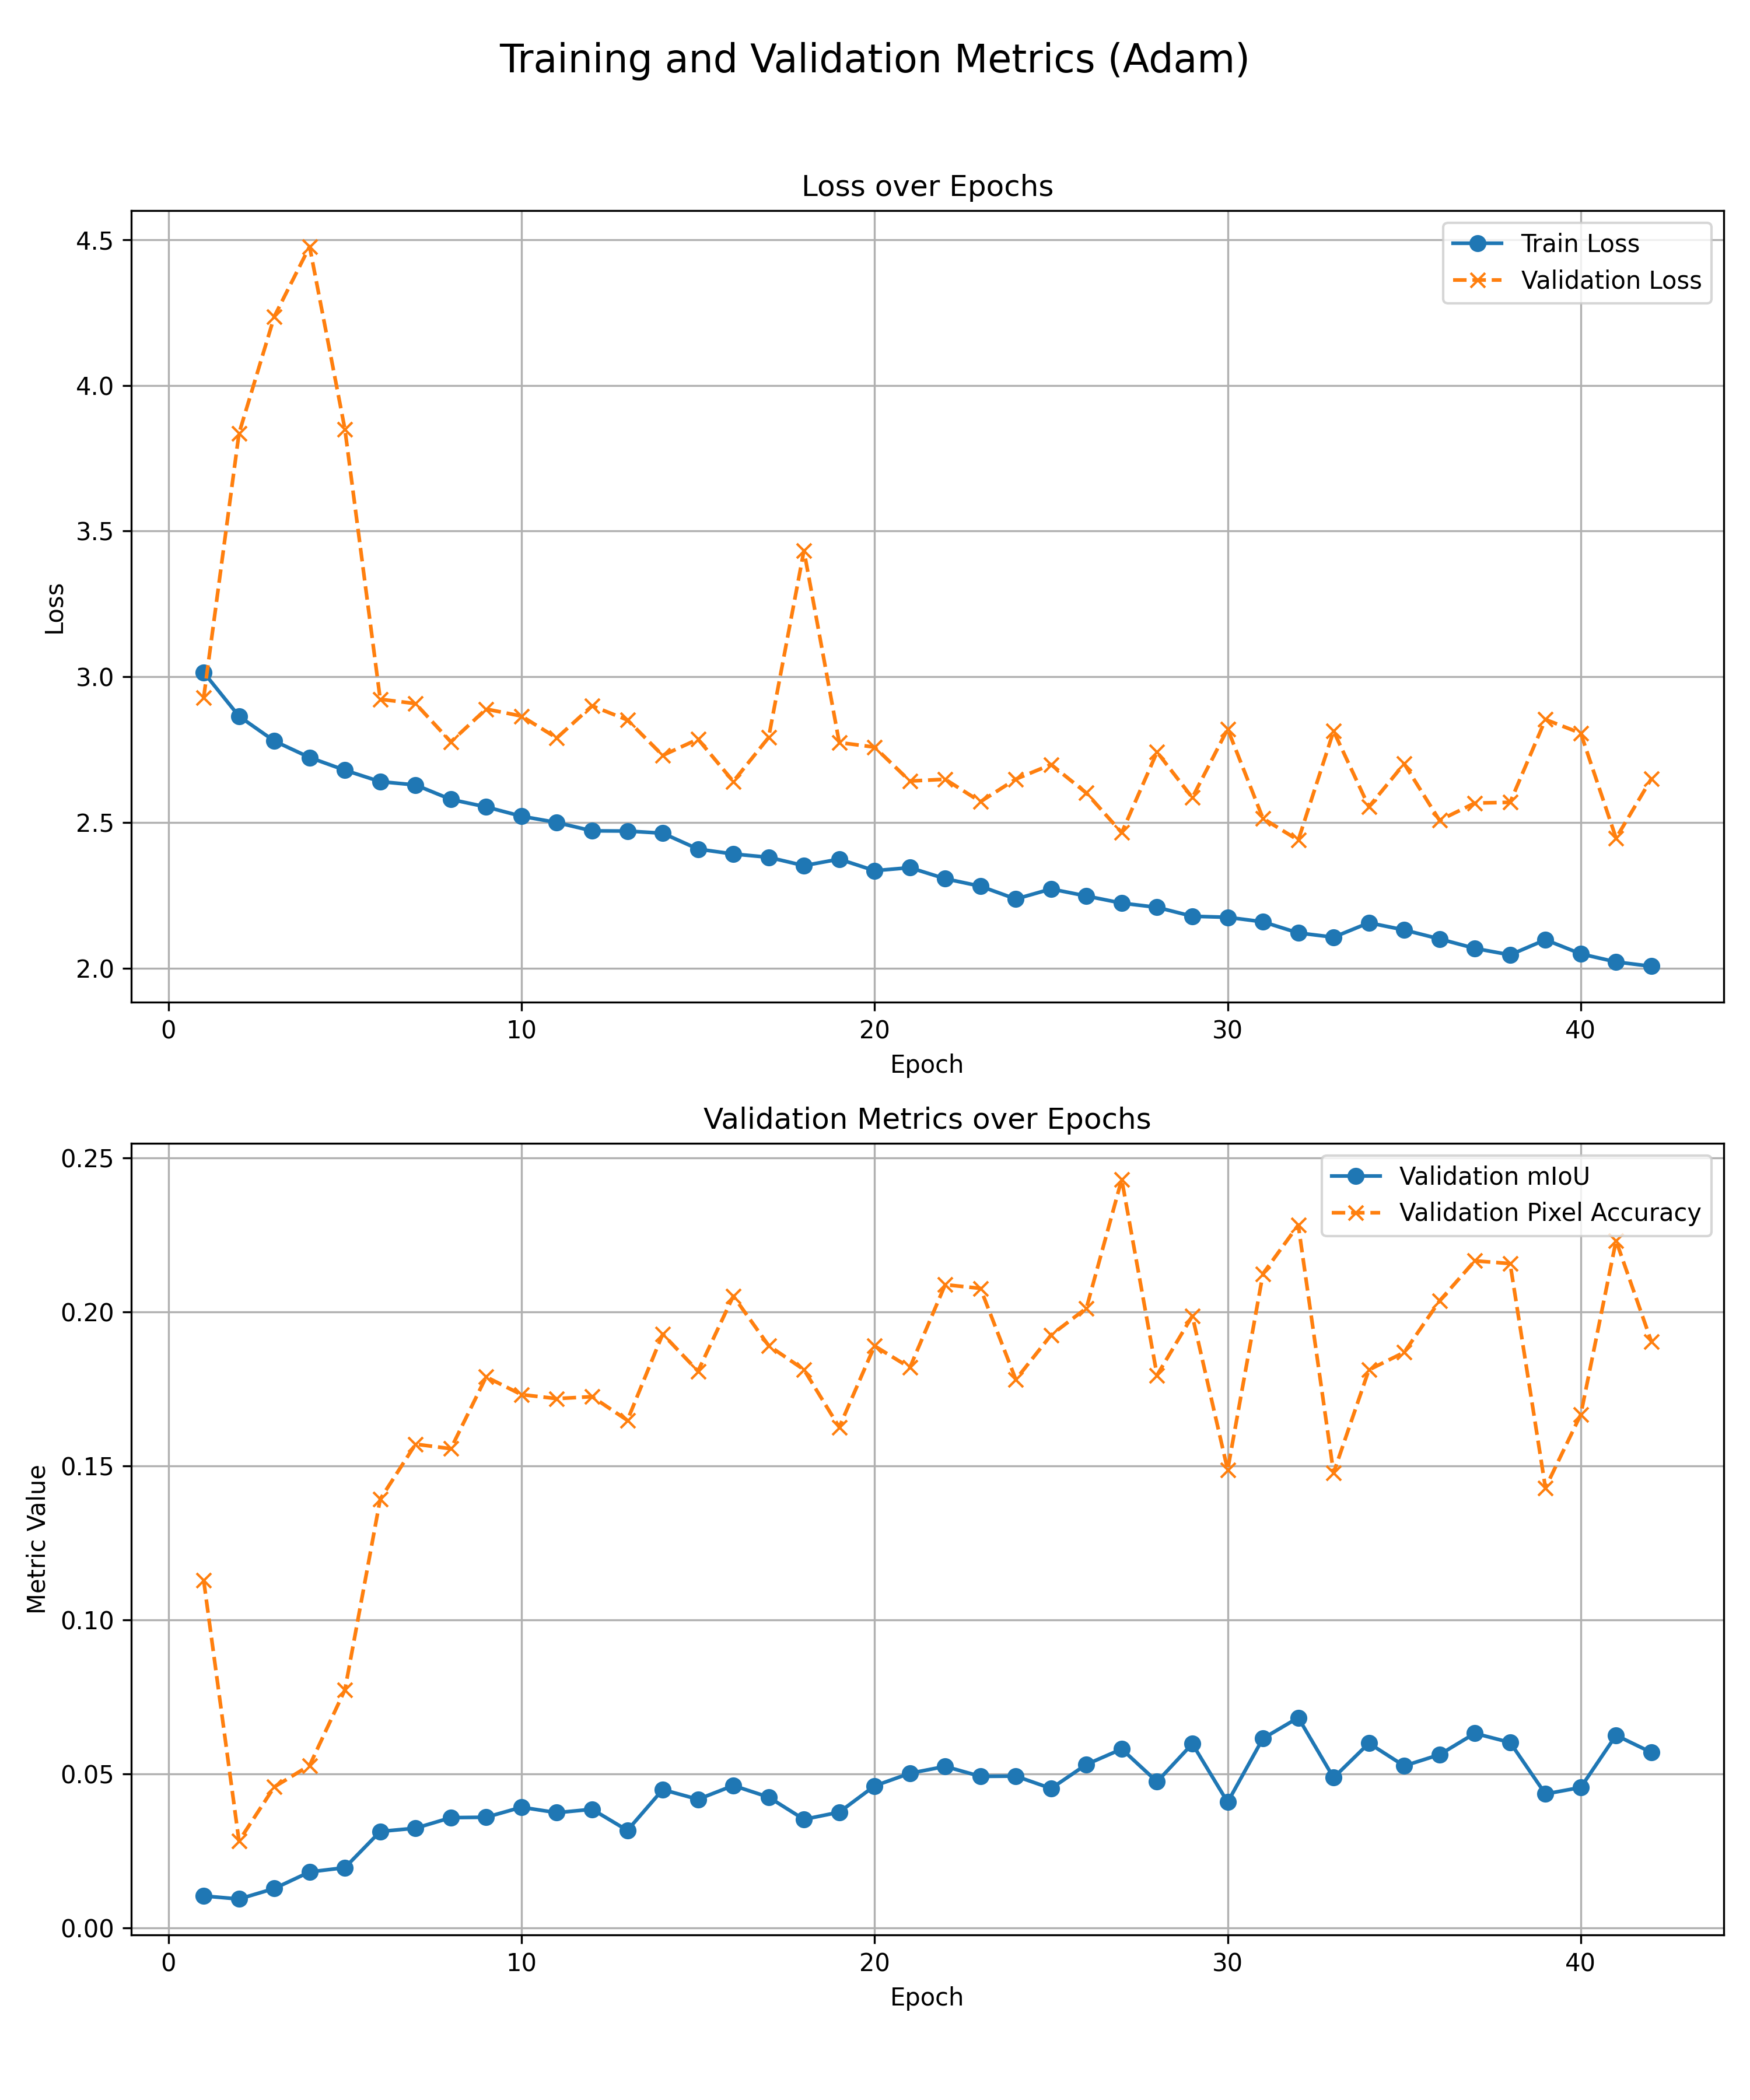 Training and Validation Metrics (Adam)
Loss over Epochs
4.5
4.0
3.5
3.0
2.5
2.0
Loss
Train Loss
Validation Loss
0 10 20 30 40
Epoch
Validation Metrics over Epochs
0.25
0.20
0.15
0.10
0.05
0.00
Metric Value
Validation mIoU
Validation Pixel Accuracy
0 10 20 30 40
Epoch